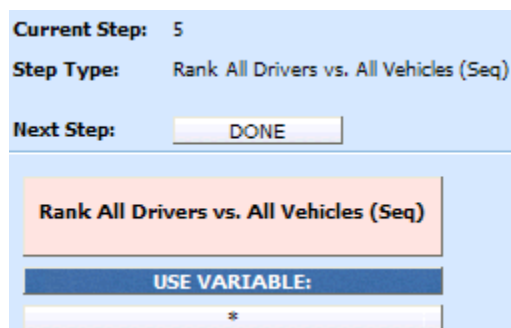 Current Step: 5
Step Type: Rank All Drivers vs. All Vehicles (Seq)
Next Step: DONE
Rank All Drivers vs. All Vehicles (Seq)
USE VARIABLE:
*